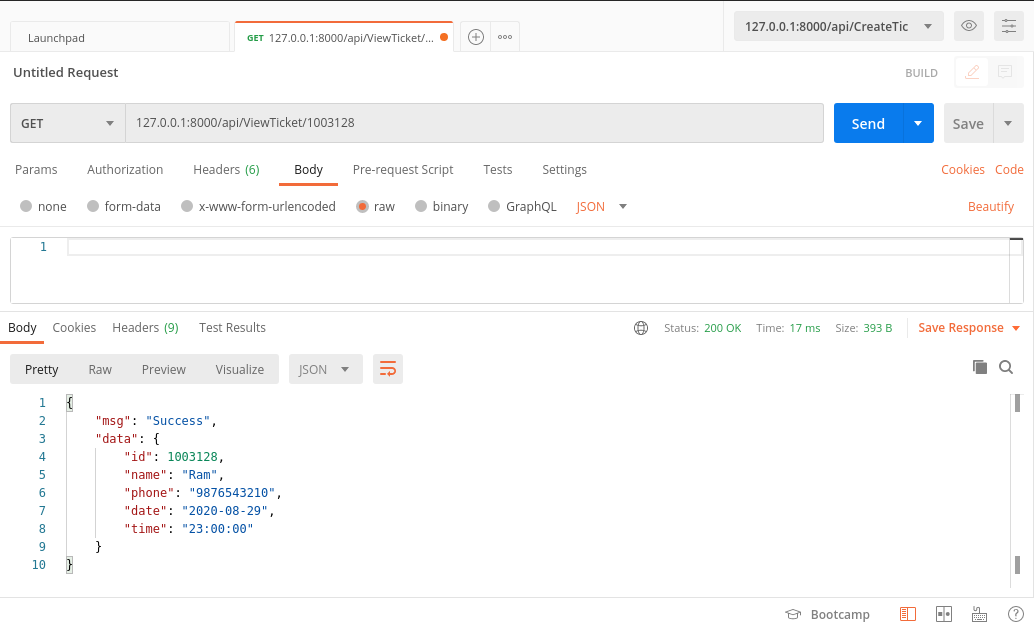 Launchpad
GET 127.0.0.1:8000/api/ViewTicket/...
127.0.0.1:8000/api/CreateTic
Untitled Request
BUILD
GET
127.0.0.1:8000/api/ViewTicket/1003128
Send
Save
Params Authorization Headers (6) Body Pre-request Script Tests Settings Cookies Code
none form-data x-www-form-urlencoded raw binary GraphQL JSON Beautify
1
Body Cookies Headers (9) Test Results Status: 200 OK Time: 17 ms Size: 393 B Save Response
Pretty Raw Preview Visualize JSON
1 {
2 "msg": "Success",
3 "data": {
4 "id": 1003128,
5 "name": "Ram",
6 "phone": "9876543210",
7 "date": "2020-08-29",
8 "time": "23:00:00"
9 }
10 }
Bootcamp